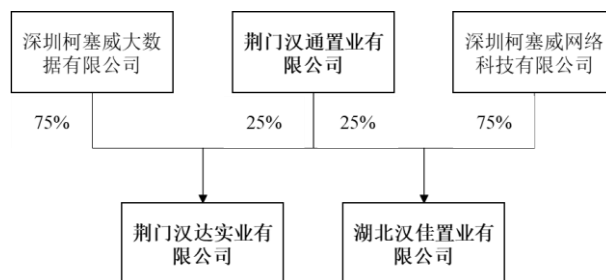 深圳柯塞威大数
据有限公司
荆门汉通置业有
限公司
深圳柯塞威网络
科技有限公司
75%
25%
25%
75%
荆门汉达实业有
限公司
湖北汉佳置业有
限公司